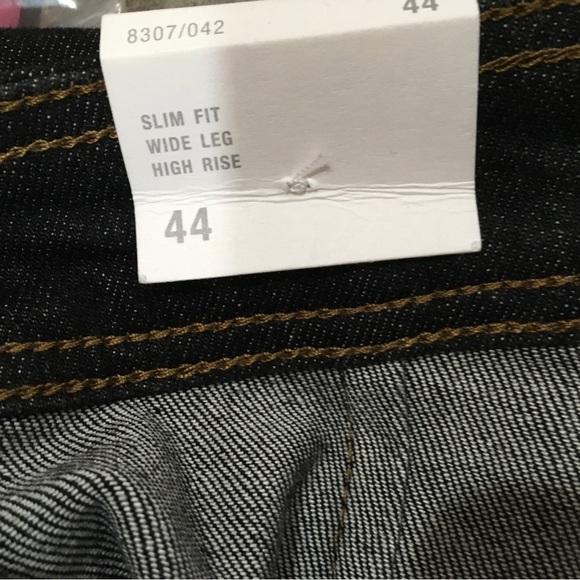 44
8307/042
SLIM FIT
WIDE LEG
HIGH RISE
44